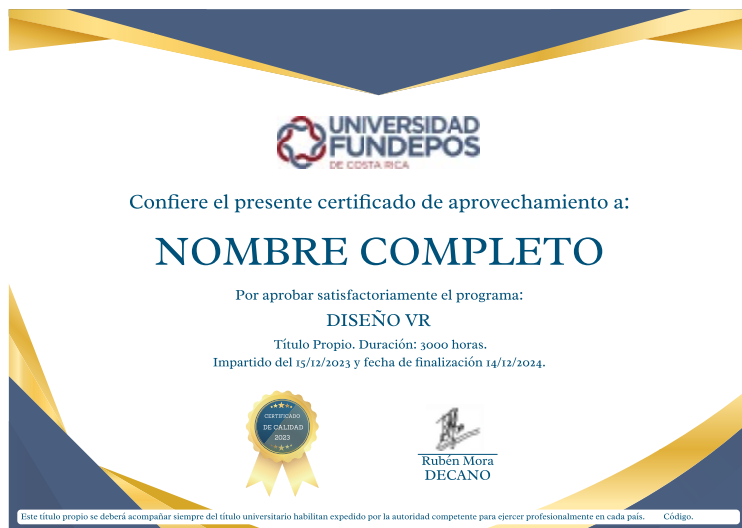 UNIVERSIDAD
FUNDEPOS
DE COSTA RICA
Confiere el presente certificado de aprovechamiento a:
NOMBRE COMPLETO
Por aprobar satisfactoriamente el programa:
DISEÑO VR
Título Propio. Duración: 3000 horas.
Impartido del 15/12/2023 y fecha de finalización 14/12/2024.
CERTIFICADO
DE CALIDAD
2023
Rubén Mora
DECANO
Este título propio se deberá acompañar siempre del título universitario habilitan expedido por la autoridad competente para ejercer profesionalmente en cada país. Código.